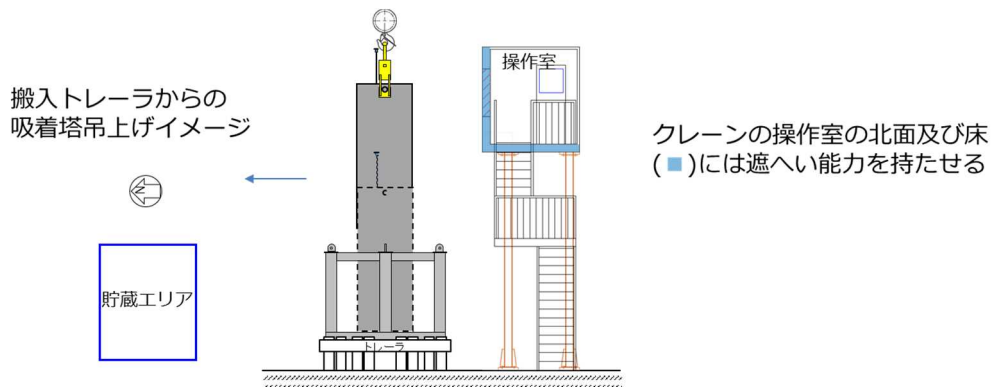 操作室
搬入トレーラからの
吸着塔吊上げイメージ
クレーンの操作室の北面及び床
(■)には遮へい能力を持たせる
N
貯蔵エリア
トレーラ